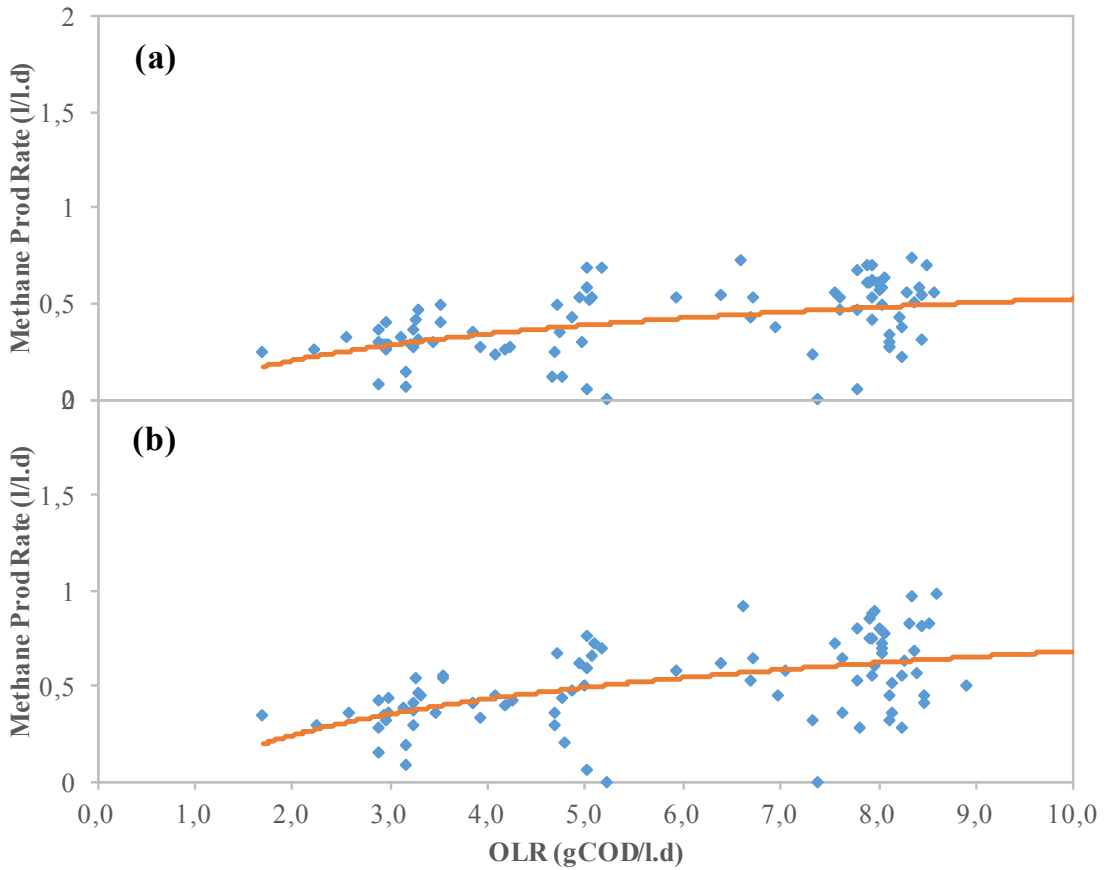 2
(a)
1,5
1
0,5
0
Methane Prod Rate (l/l.d)
2
(b)
1,5
1
0,5
0
Methane Prod Rate (l/l.d)
0,0 1,0 2,0 3,0 4,0 5,0 6,0 7,0 8,0 9,0 10,0
OLR (gCOD/l.d)